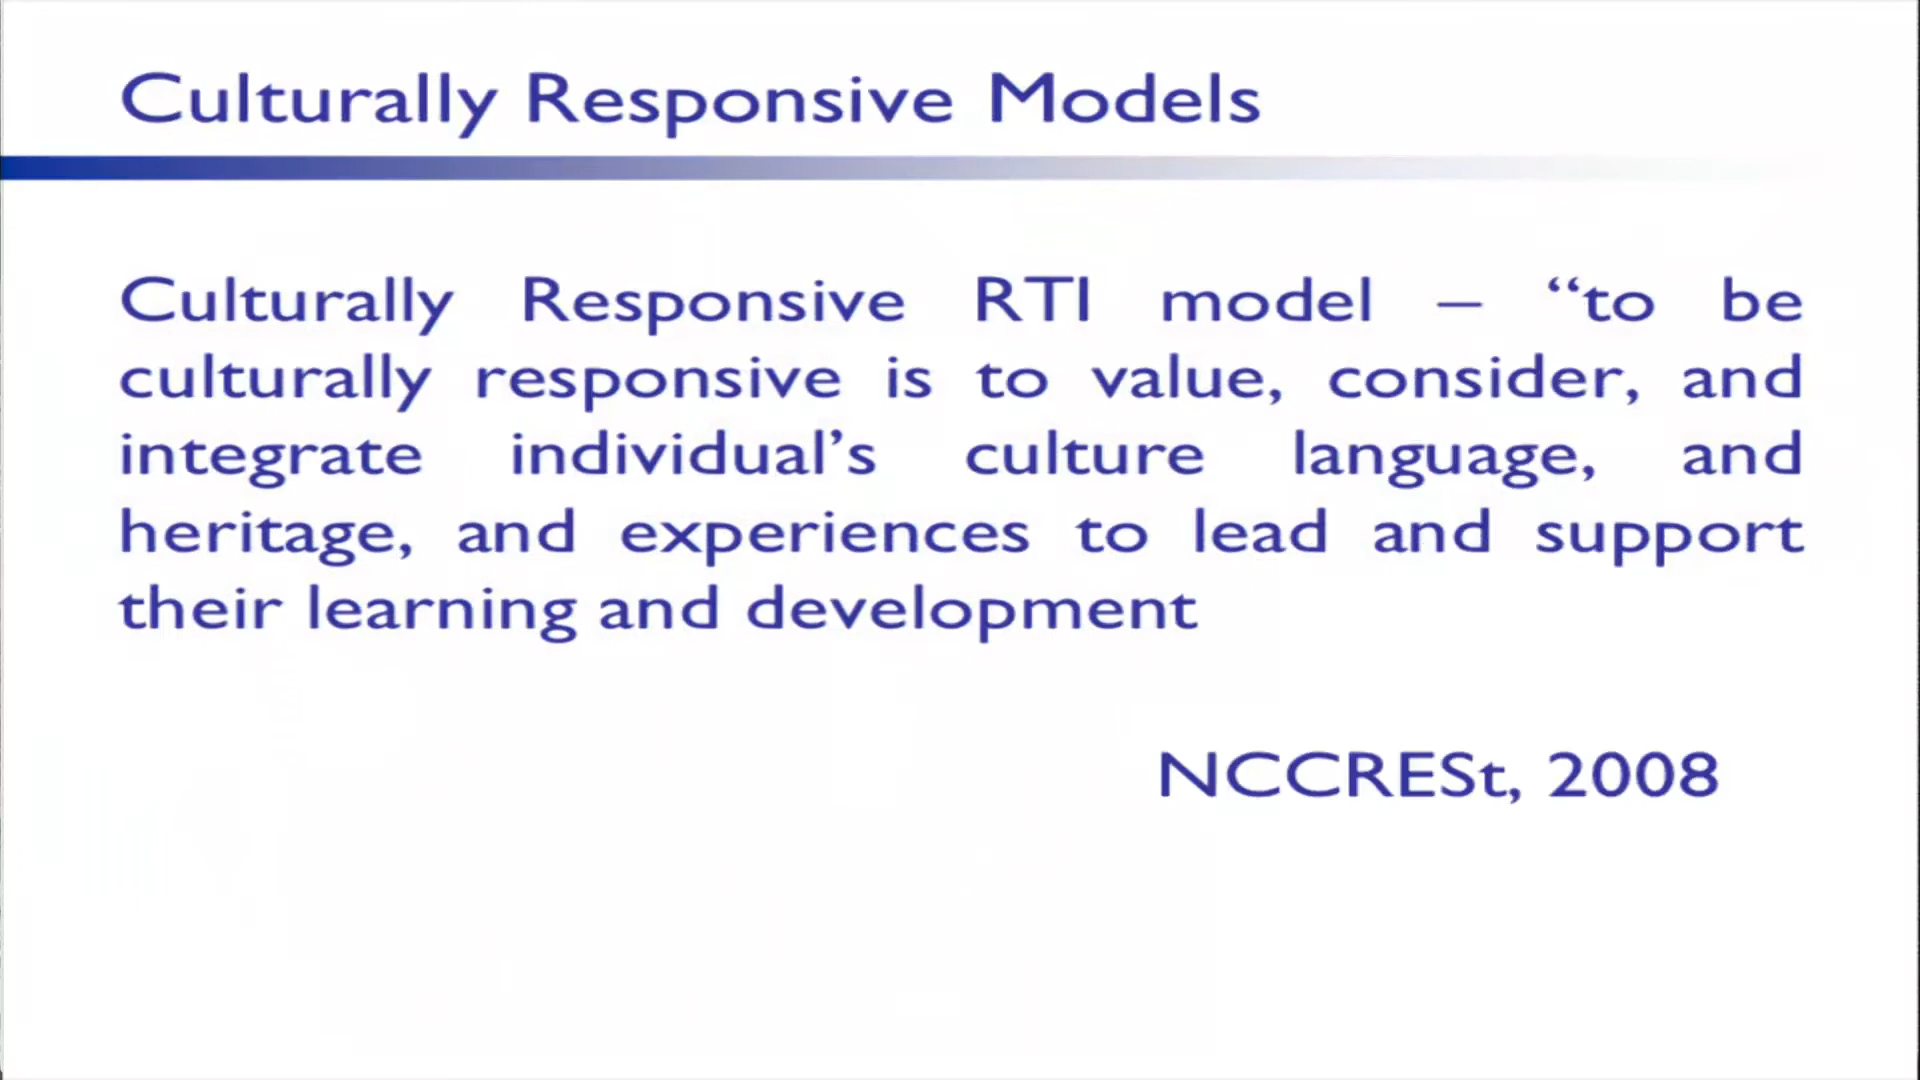 Culturally Responsive Models
Culturally Responsive RTI model – “to be
culturally responsive is to value, consider, and
integrate individual’s culture language, and
heritage, and experiences to lead and support
their learning and development
NCCRESt, 2008